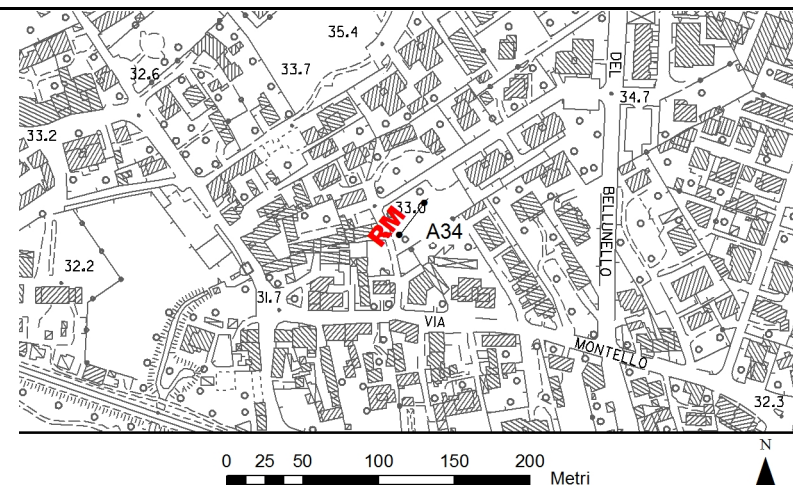 35.4
32.6
33.7
DEL
34.7
33.2
BELLUNELLO
33.0
RM
A34
32.2
31.7
VIA
MONTELLO
32.3
N
0 25 50 100 150 200
Metri